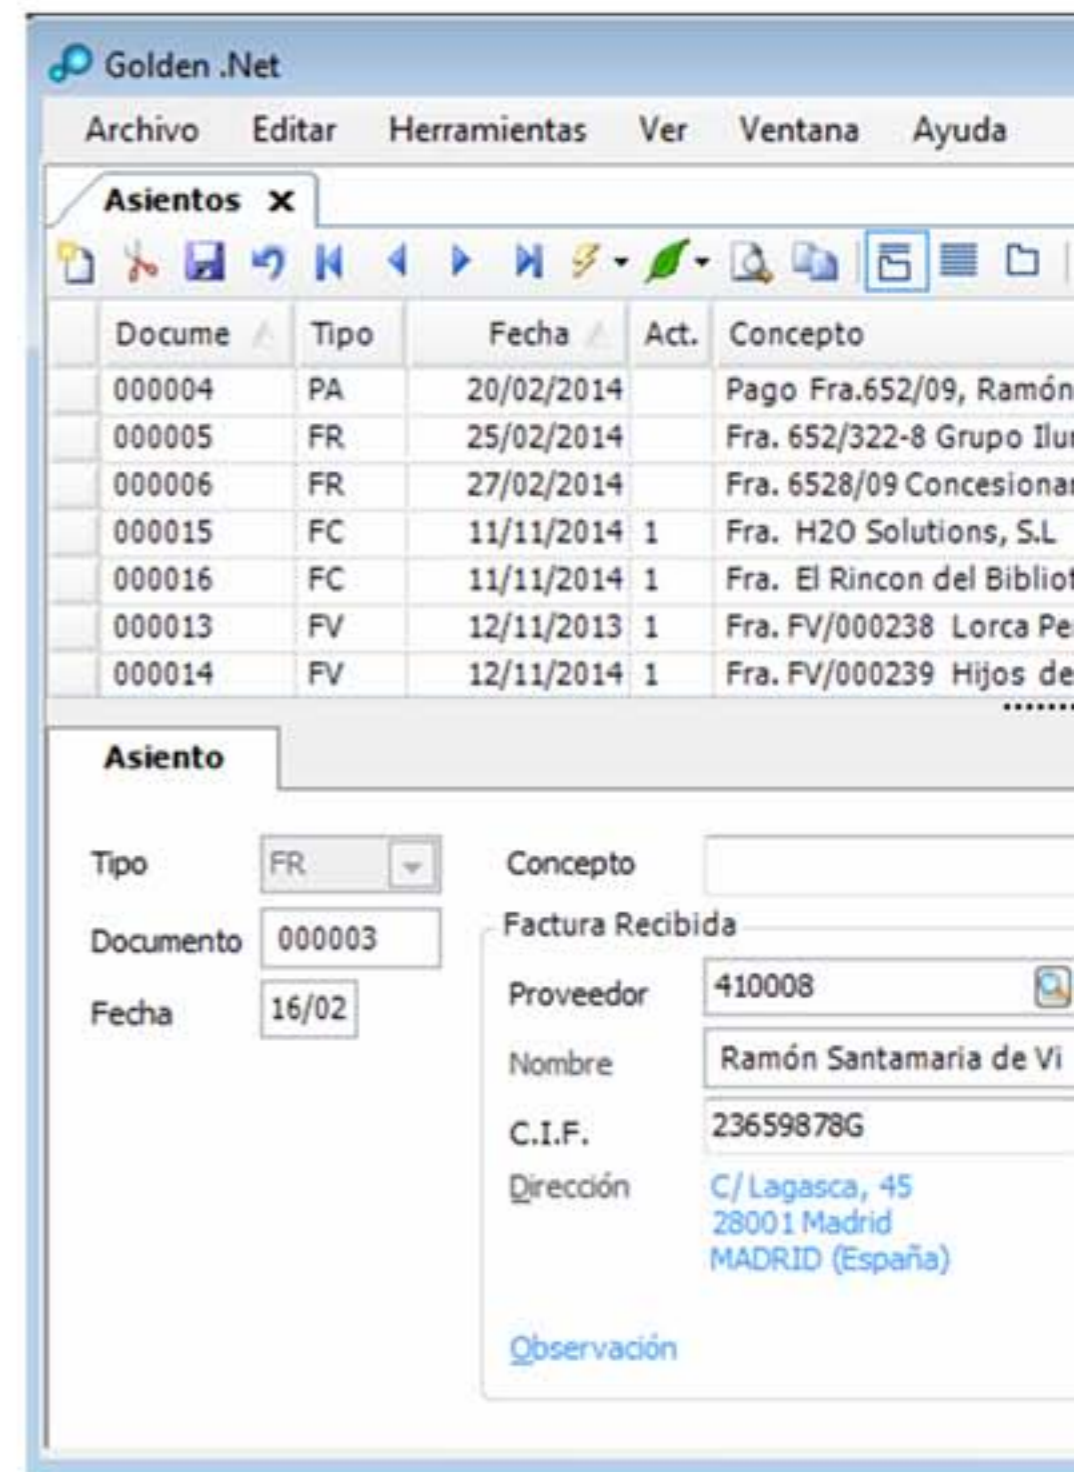 Golden .Net
Archivo Editar Herramientas Ver Ventana Ayuda
Asientos
Docume Tipo Fecha Act. Concepto
000004 PA 20/02/2014 Pago Fra.652/09, Ramón
000005 FR 25/02/2014 Fra. 652/322-8 Grupo Ilu
000006 FR 27/02/2014 Fra. 6528/09 Concesionar
000015 FC 11/11/2014 1 Fra. H2O Solutions, S.L
000016 FC 11/11/2014 1 Fra. El Rincon del Bibliot
000013 FV 12/11/2013 1 Fra. FV/000238 Lorca Pe
000014 FV 12/11/2014 1 Fra. FV/000239 Hijos de
Asiento
Tipo FR Concepto
Factura Recibida
Documento 000003
Proveedor 410008
Fecha 16/02
Nombre Ramón Santamaria de Vi
C.I.F. 23659878G
Dirección C/ Lagasca, 45
28001 Madrid
MADRID (España)
Observación